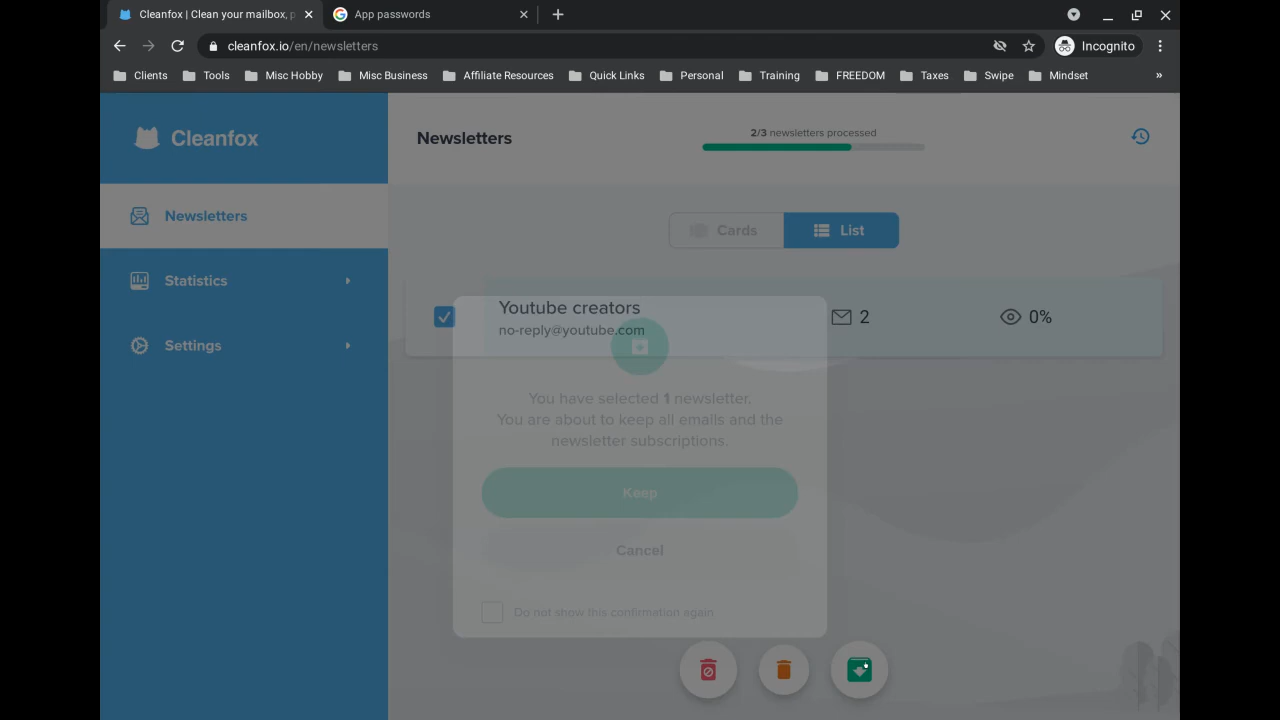 Cleanfox | Clean your mailbox, p
App passwords
cleanfox.io/en/newsletters
Incognito
Clients
Tools
Misc Hobby
Misc Business
Affiliate Resources
Quick Links
Personal
Training
FREEDOM
Taxes
Swipe
Mindset
»
Cleanfox
Newsletters
2/3 newsletters processed
Newsletters
Cards
List
Statistics
Settings
Youtube creators
no-reply@youtube.com
2
0%
You have selected 1 newsletter.
You are about to keep all emails and the
newsletter subscriptions.
Keep
Cancel
Do not show this confirmation again